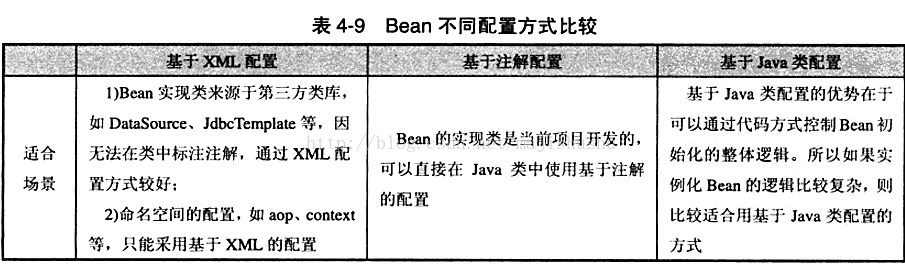 表 4-9 Bean 不同配置方式比较
基于 XML 配置
基于注解配置
基于 Java 类配置
适合
场景
1)Bean 实现类来源于第三方类库，
如 DataSource、JdbcTemplate 等，因
无法在类中标注注解，通过 XML 配
置方式较好；
2)命名空间的配置，如 aop、context
等，只能采用基于 XML 的配置
Bean 的实现类是当前项目开发的，
可以直接在 Java 类中使用基于注解
的配置
基于 Java 类配置的优势在于
可以通过代码方式控制 Bean 初
始化的整体逻辑。所以如果实
例化 Bean 的逻辑比较复杂，则
比较适合用基于 Java 类配置的
方式